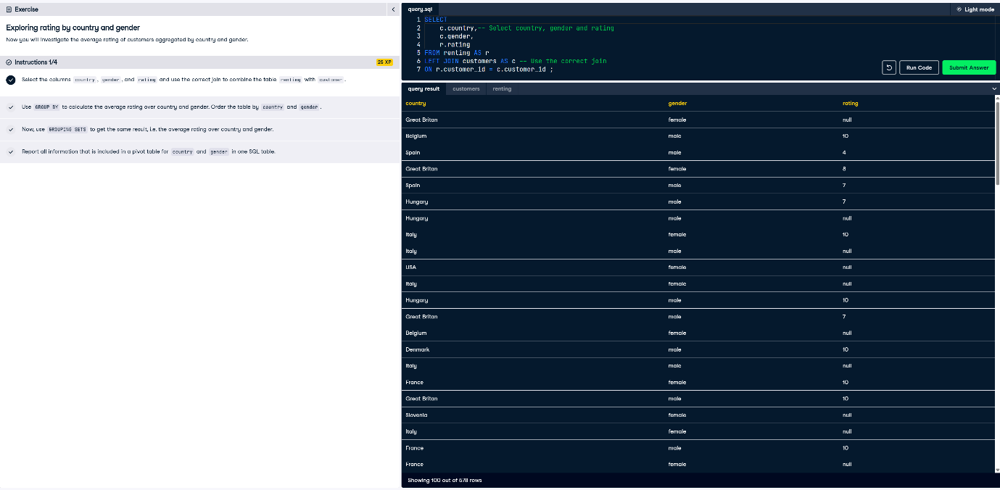 Exercise
Exploring rating by country and gender
Now you will investigate the average rating of customers aggregated by country and gender.
Instructions 1/4
25 XP
Select the columns country, gender, and rating and use the correct join to combine the table renting with customer.
Use GROUP BY to calculate the average rating over country and gender. Order the table by country and gender.
Now, use GROUPING SETS to get the same result, i.e. the average rating over country and gender.
Report all information that is included in a pivot table for country and gender in one SQL table.
query.sql
Light mode
1 SELECT
2 c.country,-- Select country, gender and rating
3 c.gender,
4 r.rating
5 FROM renting AS r
6 LEFT JOIN customers AS c -- Use the correct join
7 ON r.customer_id = c.customer_id ;
Run Code
Submit Answer
query result customers renting
country gender rating
Great Britan female null
Belgium male 10
Spain male 4
Great Britan female 8
Spain male 7
Hungary male 7
Hungary male null
Italy female 10
Italy male null
USA female null
Italy female null
Hungary male 10
Great Britan male 7
Belgium female null
Denmark male 10
Italy male null
France female 10
Great Britan male 10
Slovenia female null
Italy female null
France male 10
France female null
Showing 100 out of 578 rows